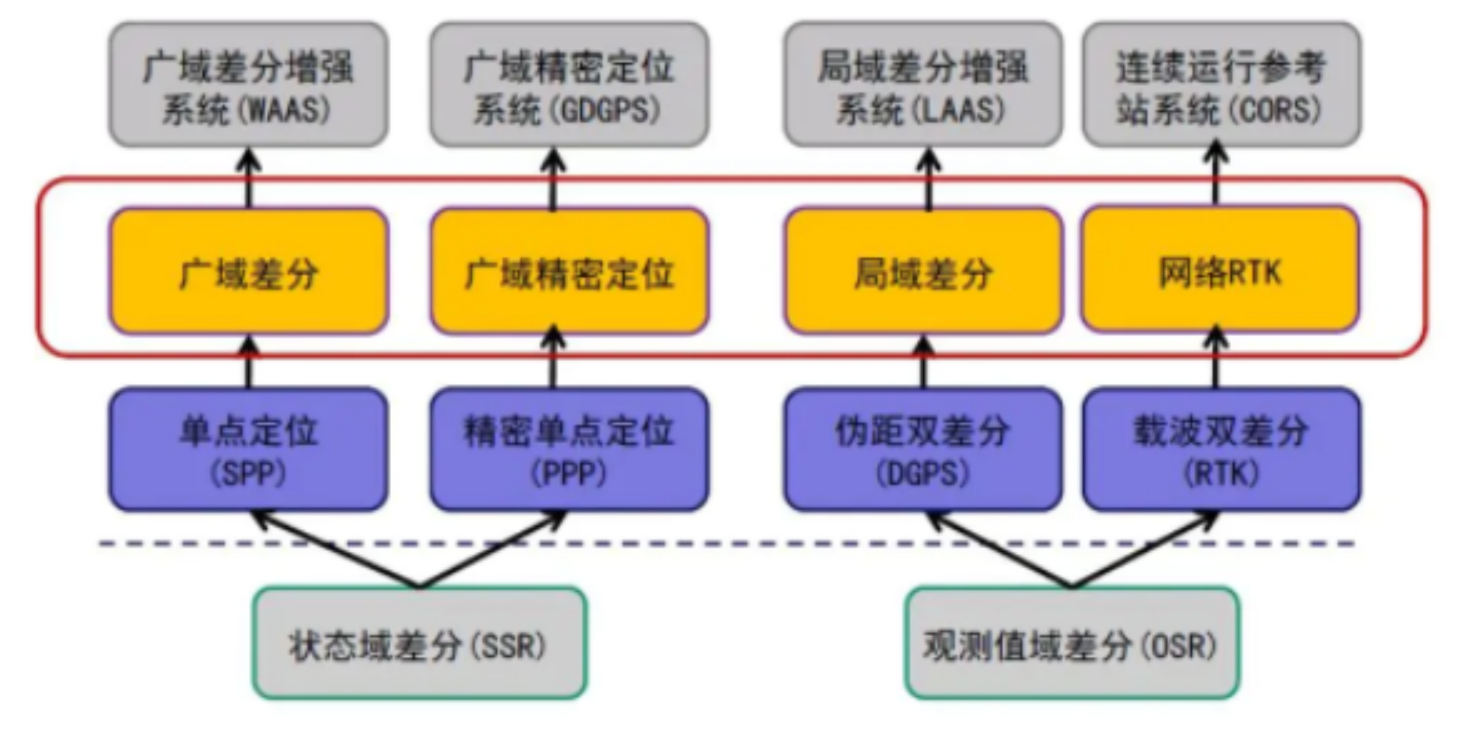 广域差分增强
系统(WAAS)
广域精密定位
系统(GDGPS)
局域差分增强
系统(LAAS)
连续运行参考
站系统(CORS)
广域差分
广域精密定位
局域差分
网络RTK
单点定位
(SPP)
精密单点定位
(PPP)
伪距双差分
(DGPS)
载波双差分
(RTK)
状态域差分(SSR)
观测值域差分(OSR)